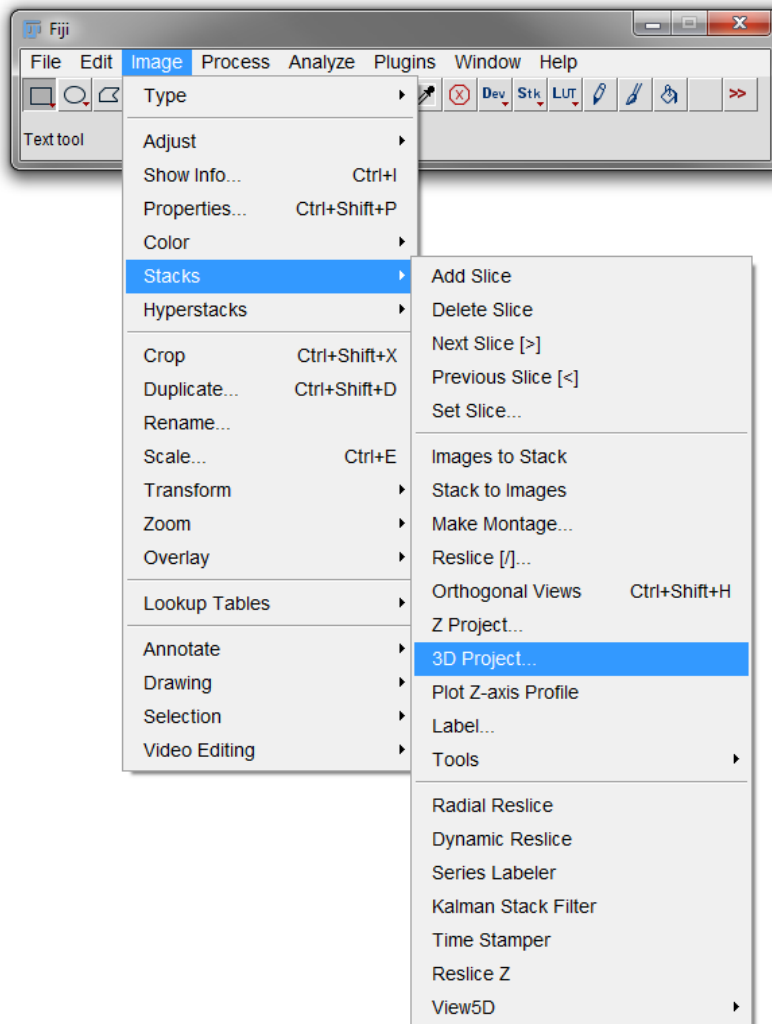 Fiji
File Edit Image Process Analyze Plugins Window Help
Dev Stk LUT >>
Text tool
Type
Adjust
Show Info... Ctrl+I
Properties... Ctrl+Shift+P
Color
Stacks
Hyperstacks
Crop Ctrl+Shift+X
Duplicate... Ctrl+Shift+D
Rename...
Scale... Ctrl+E
Transform
Zoom
Overlay
Lookup Tables
Annotate
Drawing
Selection
Video Editing
Add Slice
Delete Slice
Next Slice [>]
Previous Slice [<]
Set Slice...
Images to Stack
Stack to Images
Make Montage...
Reslice [/]...
Orthogonal Views Ctrl+Shift+H
Z Project...
3D Project...
Plot Z-axis Profile
Label...
Tools
Radial Reslice
Dynamic Reslice
Series Labeler
Kalman Stack Filter
Time Stamper
Reslice Z
View5D